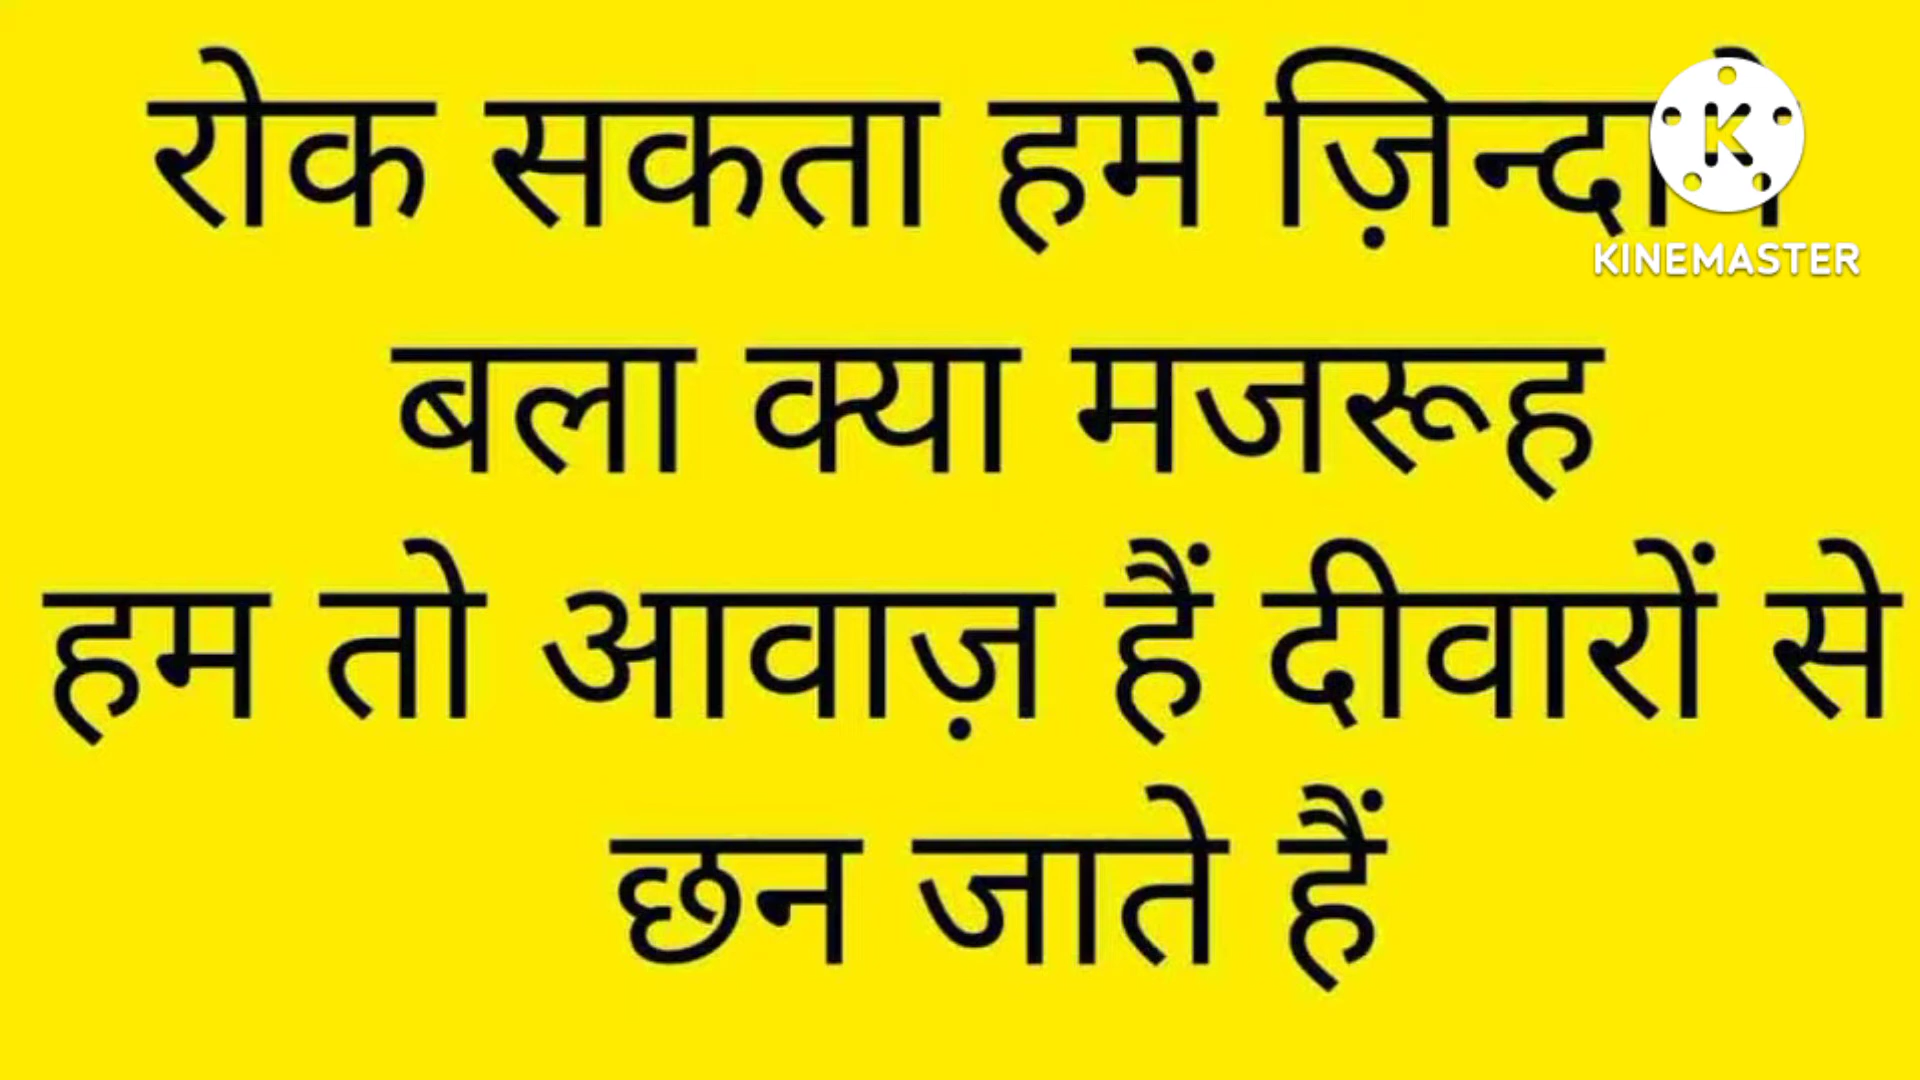 रोक सकता हमें
KINEMASTER
बला क्या मजरूह
हम तो आवाज़ हैं दीवारों से
छन जाते हैं